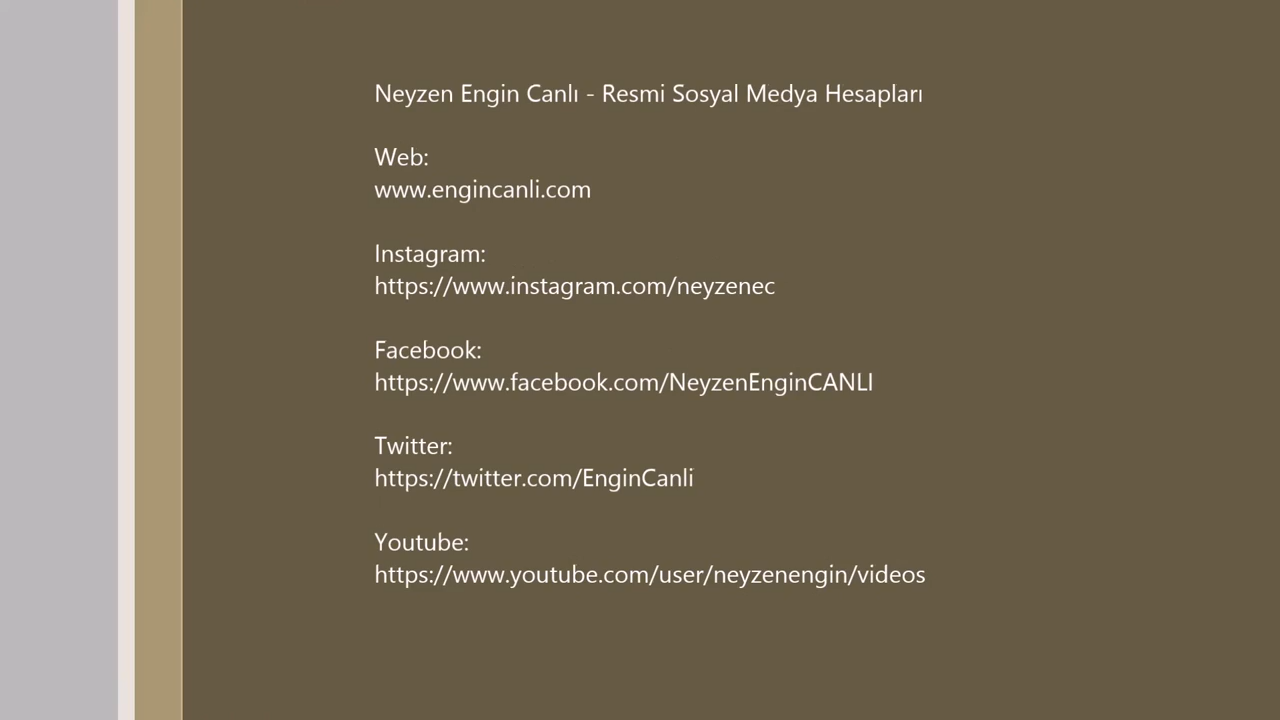 Neyzen Engin Canlı - Resmi Sosyal Medya Hesapları
Web:
www.engincanli.com
Instagram:
https://www.instagram.com/neyzenec
Facebook:
https://www.facebook.com/NeyzenEnginCANLI
Twitter:
https://twitter.com/EnginCanli
Youtube:
https://www.youtube.com/user/neyzenengin/videos